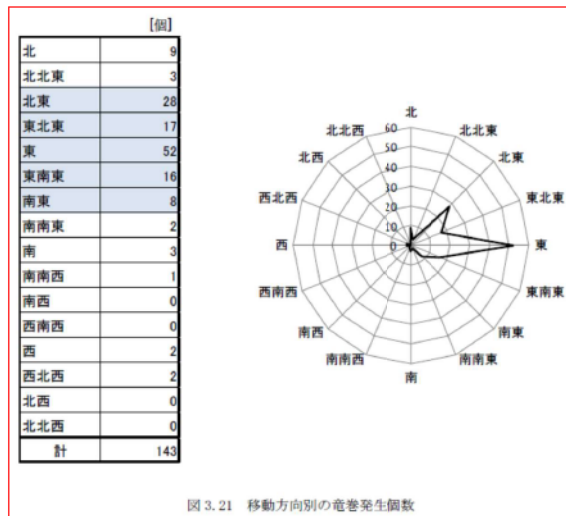 [個]
北 9
北北東 3
北東 28
東北東 17
東 52
東南東 16
南東 8
南南東 2
南 3
南南西 1
南西 0
西南西 0
西 2
西北西 2
北西 0
北北西 0
計 143
北
北北東
北東
東北東
東
東南東
南東
南南東
南
南南西
南西
西南西
西
西北西
北西
北北西
60
50
40
30
20
10
0
図 3.21 移動方向別の竜巻発生個数